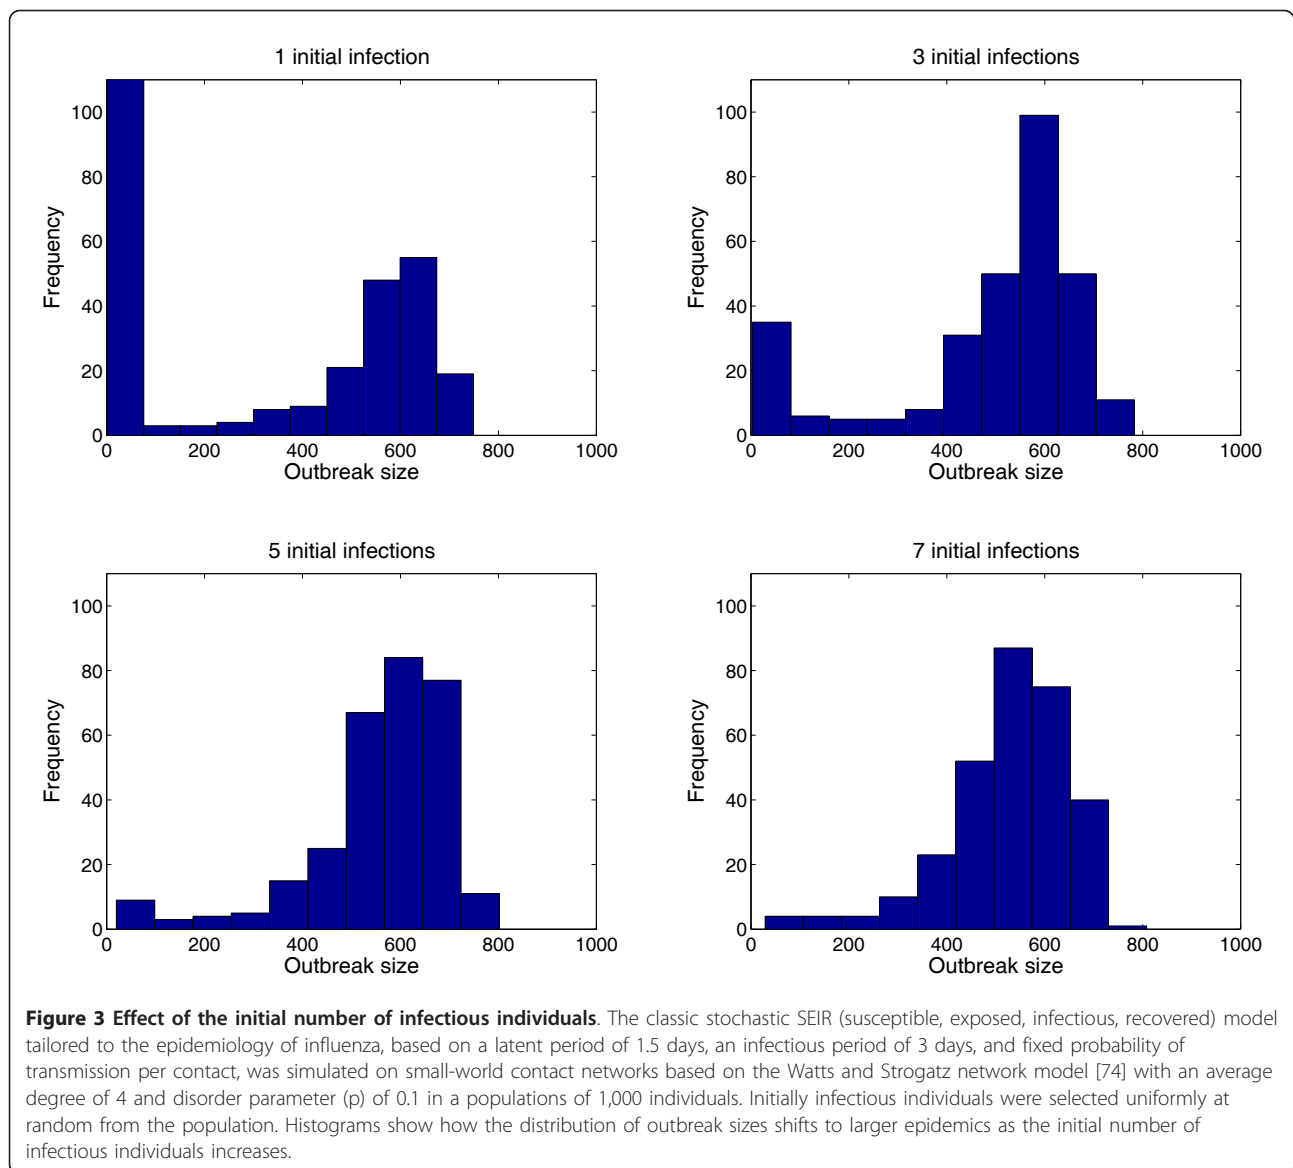 1 initial infection
100
80
60
40
20
0
Frequency
0 200 400 600 800 1000
Outbreak size
3 initial infections
100
80
60
40
20
0
Frequency
0 200 400 600 800 1000
Outbreak size
5 initial infections
100
80
60
40
20
0
Frequency
0 200 400 600 800 1000
Outbreak size
7 initial infections
100
80
60
40
20
0
Frequency
0 200 400 600 800 1000
Outbreak size
Figure 3 Effect of the initial number of infectious individuals. The classic stochastic SEIR (susceptible, exposed, infectious, recovered) model
tailored to the epidemiology of influenza, based on a latent period of 1.5 days, an infectious period of 3 days, and fixed probability of
transmission per contact, was simulated on small-world contact networks based on the Watts and Strogatz network model [74] with an average
degree of 4 and disorder parameter (p) of 0.1 in a populations of 1,000 individuals. Initially infectious individuals were selected uniformly at
random from the population. Histograms show how the distribution of outbreak sizes shifts to larger epidemics as the initial number of
infectious individuals increases.